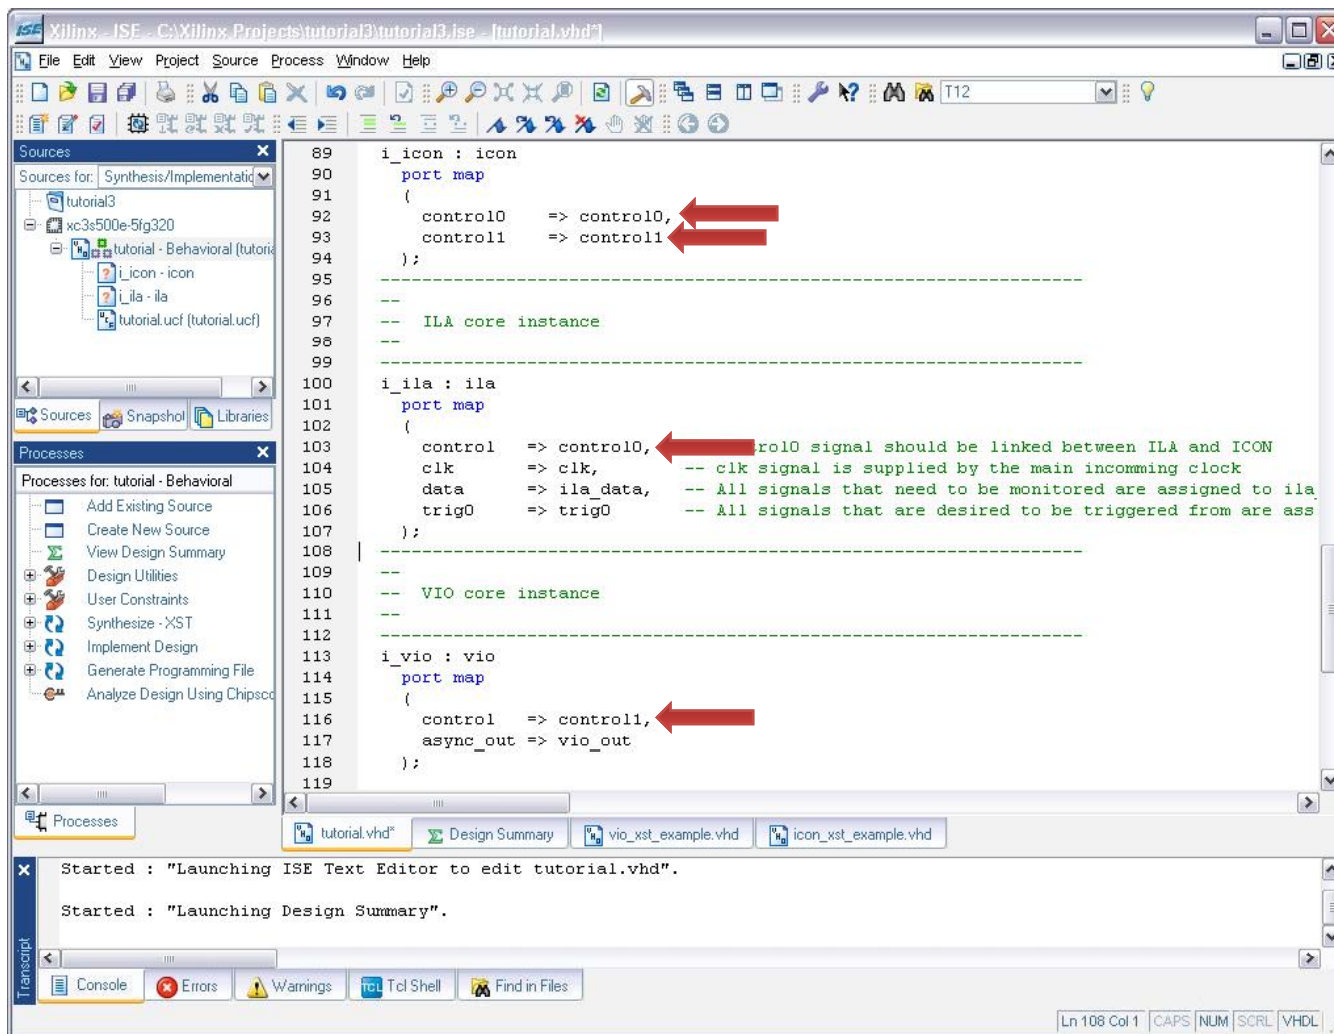 ISE Xilinx - ISE - C:\Xilinx_Projects\tutorial3\tutorial3.ise - [tutorial.vhd*]
File Edit View Project Source Process Window Help
T12
Sources
Sources for: Synthesis/Implementatic
tutorial3
xc3s500e-5fg320
tutorial - Behavioral (tutoria
i_icon - icon
i_ila - ila
tutorial.ucf (tutorial.ucf)
Sources Snapshot Libraries
Processes
Processes for: tutorial - Behavioral
Add Existing Source
Create New Source
View Design Summary
Design Utilities
User Constraints
Synthesize - XST
Implement Design
Generate Programming File
Analyze Design Using Chipsco
Processes
89 i_icon : icon
90 port map
91 (
92 control0 => control0,
93 control1 => control1
94 );
95 -------------------------------------------------------------------
96 --
97 -- ILA core instance
98 --
99 -------------------------------------------------------------------
100 i_ila : ila
101 port map
102 (
103 control => control0, rol0 signal should be linked between ILA and ICON
104 clk => clk, -- clk signal is supplied by the main incomming clock
105 data => ila_data, -- All signals that need to be monitored are assigned to ila_
106 trig0 => trig0 -- All signals that are desired to be triggered from are ass
107 );
108 -------------------------------------------------------------------
109 --
110 -- VIO core instance
111 --
112 -------------------------------------------------------------------
113 i_vio : vio
114 port map
115 (
116 control => control1,
117 async_out => vio_out
118 );
119
tutorial.vhd* Design Summary vio_xst_example.vhd icon_xst_example.vhd
Started : "Launching ISE Text Editor to edit tutorial.vhd".
Started : "Launching Design Summary".
Transcript
Console Errors Warnings TCL Tcl Shell Find in Files
Ln 108 Col 1 CAPS NUM SCRL VHDL